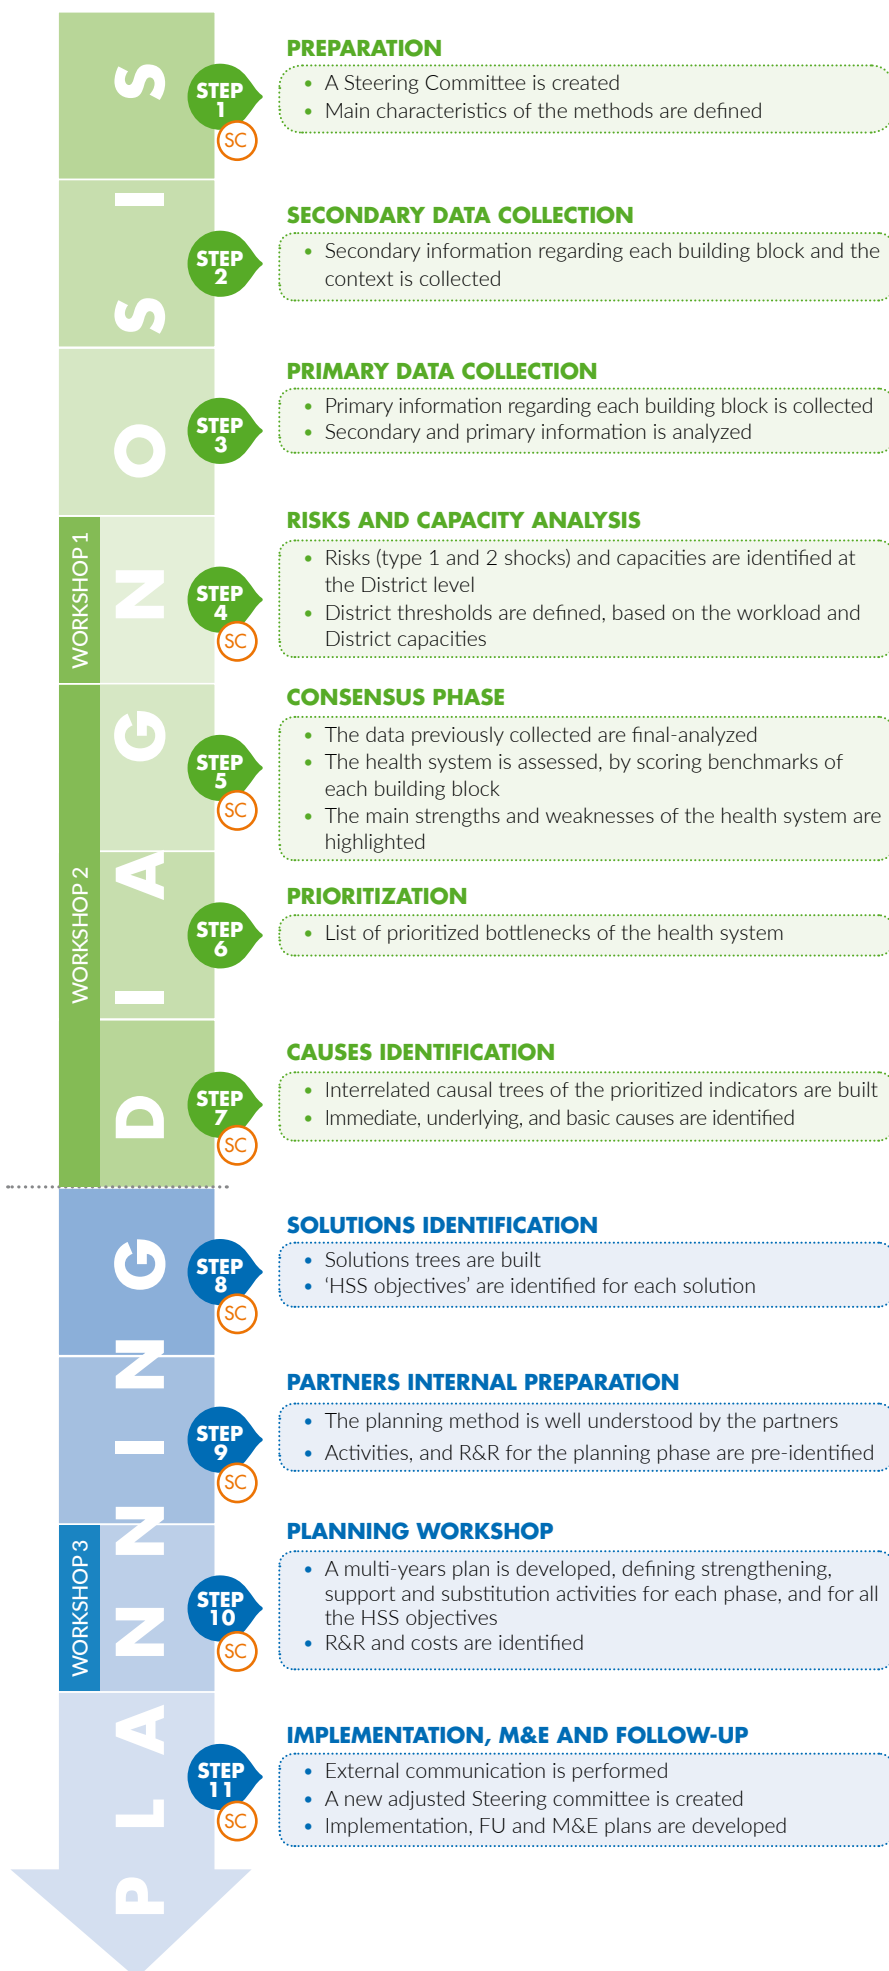 DIAGNOSIS
PREPARATION
STEP
1
SC
• A Steering Committee is created
• Main characteristics of the methods are defined
SECONDARY DATA COLLECTION
STEP
2
• Secondary information regarding each building block and the
context is collected
PRIMARY DATA COLLECTION
STEP
3
• Primary information regarding each building block is collected
• Secondary and primary information is analyzed
WORKSHOP 1
RISKS AND CAPACITY ANALYSIS
STEP
4
SC
• Risks (type 1 and 2 shocks) and capacities are identified at
the District level
• District thresholds are defined, based on the workload and
District capacities
WORKSHOP 2
CONSENSUS PHASE
STEP
5
SC
• The data previously collected are final-analyzed
• The health system is assessed, by scoring benchmarks of
each building block
• The main strengths and weaknesses of the health system are
highlighted
PRIORITIZATION
STEP
6
• List of prioritized bottlenecks of the health system
CAUSES IDENTIFICATION
STEP
7
SC
• Interrelated causal trees of the prioritized indicators are built
• Immediate, underlying, and basic causes are identified
PLANNING
SOLUTIONS IDENTIFICATION
STEP
8
SC
• Solutions trees are built
• ‘HSS objectives’ are identified for each solution
PARTNERS INTERNAL PREPARATION
STEP
9
SC
• The planning method is well understood by the partners
• Activities, and R&R for the planning phase are pre-identified
WORKSHOP 3
PLANNING WORKSHOP
STEP
10
SC
• A multi-years plan is developed, defining strengthening,
support and substitution activities for each phase, and for all
the HSS objectives
• R&R and costs are identified
IMPLEMENTATION, M&E AND FOLLOW-UP
STEP
11
SC
• External communication is performed
• A new adjusted Steering committee is created
• Implementation, FU and M&E plans are developed